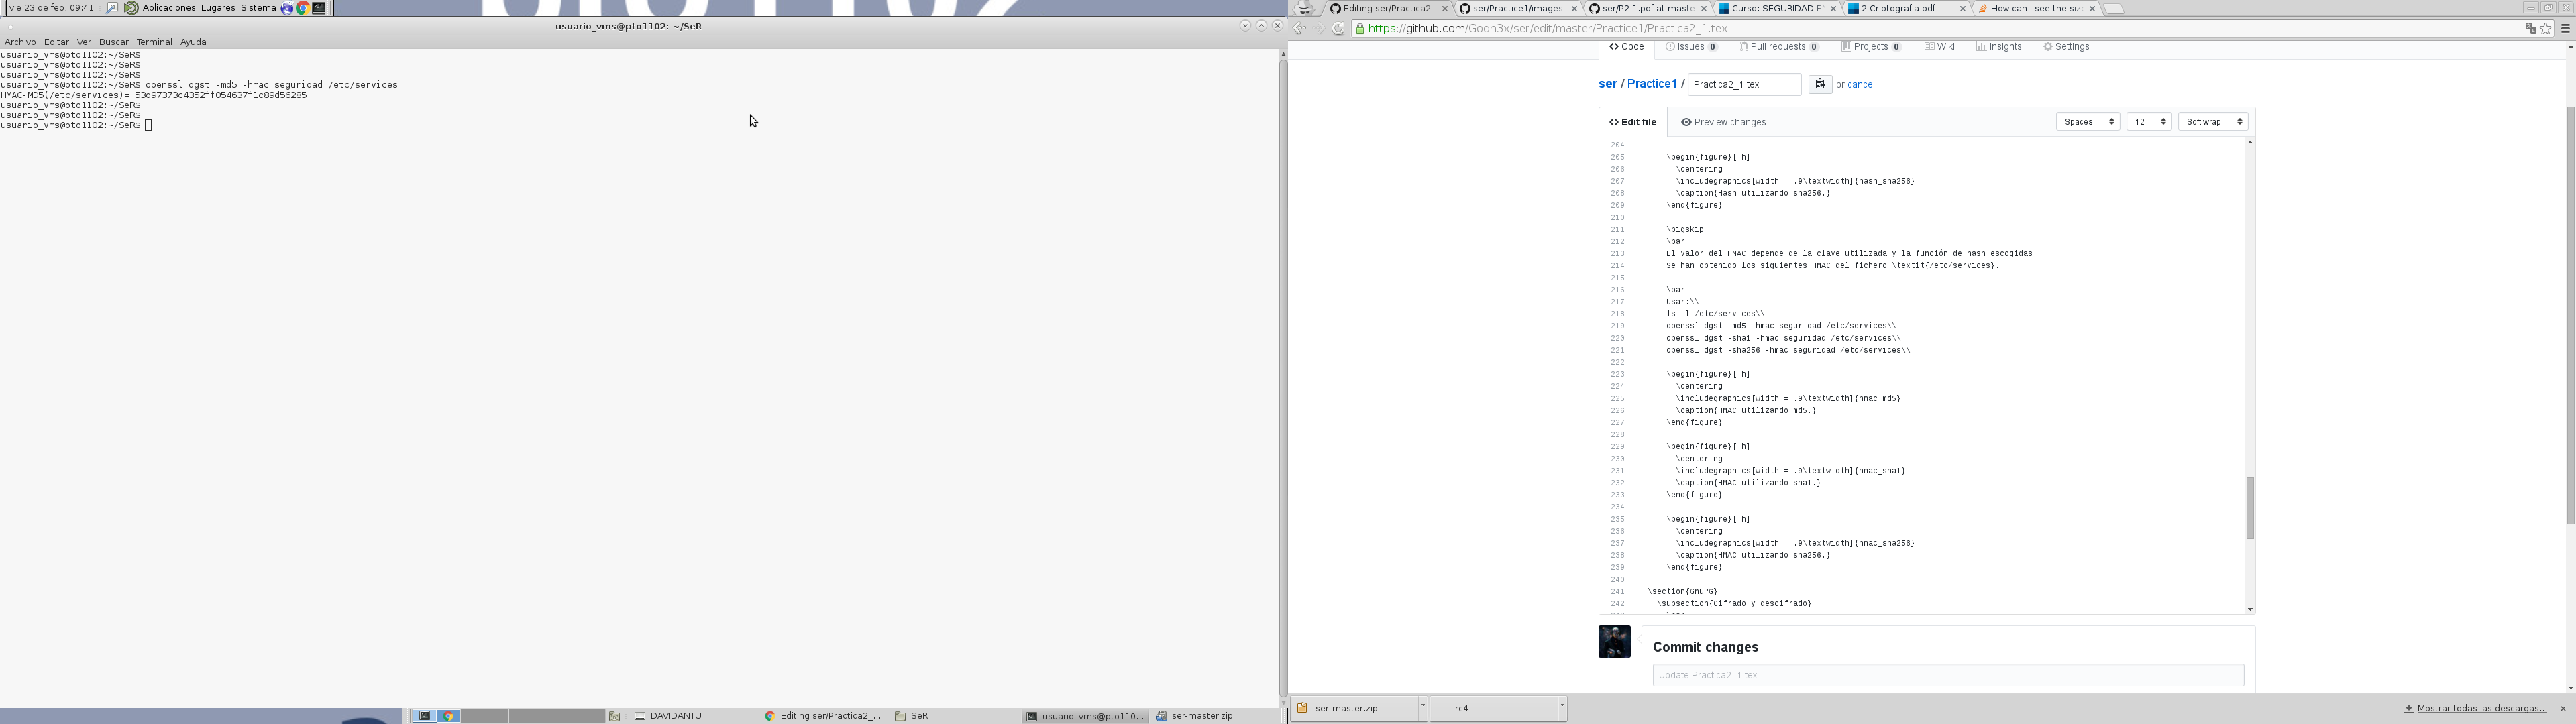 vie 23 de feb, 09:41 Aplicaciones Lugares Sistema
usuario_vms@pto1102: ~/SeR
Archivo Editar Ver Buscar Terminal Ayuda
usuario_vms@pto1102:~/SeR$
usuario_vms@pto1102:~/SeR$
usuario_vms@pto1102:~/SeR$
usuario_vms@pto1102:~/SeR$ openssl dgst -md5 -hmac seguridad /etc/services
HMAC-MD5(/etc/services)= 53d97373c4352ff054637f1c89d56285
usuario_vms@pto1102:~/SeR$
usuario_vms@pto1102:~/SeR$
usuario_vms@pto1102:~/SeR$
DAVIDANTU
Editing ser/Practica2_...
SeR
usuario_vms@pto110...
ser-master.zip
Editing ser/Practica2_
ser/Practice1/images
ser/P2.1.pdf at maste
Curso: SEGURIDAD E
2 Criptografia.pdf
How can I see the size
https://github.com/Godh3x/ser/edit/master/Practice1/Practica2_1.tex
Code Issues 0 Pull requests 0 Projects 0 Wiki Insights Settings
ser / Practice1 / Practica2_1.tex or cancel
Edit file Preview changes Spaces 12 Soft wrap
204
205 \begin{figure}[!h]
206 \centering
207 \includegraphics[width = .9\textwidth]{hash_sha256}
208 \caption{Hash utilizando sha256.}
209 \end{figure}
210
211 \bigskip
212 \par
213 El valor del HMAC depende de la clave utilizada y la función de hash escogidas.
214 Se han obtenido los siguientes HMAC del fichero \textit{/etc/services}.
215
216 \par
217 Usar:\\
218 ls -l /etc/services\\
219 openssl dgst -md5 -hmac seguridad /etc/services\\
220 openssl dgst -sha1 -hmac seguridad /etc/services\\
221 openssl dgst -sha256 -hmac seguridad /etc/services\\
222
223 \begin{figure}[!h]
224 \centering
225 \includegraphics[width = .9\textwidth]{hmac_md5}
226 \caption{HMAC utilizando md5.}
227 \end{figure}
228
229 \begin{figure}[!h]
230 \centering
231 \includegraphics[width = .9\textwidth]{hmac_sha1}
232 \caption{HMAC utilizando sha1.}
233 \end{figure}
234
235 \begin{figure}[!h]
236 \centering
237 \includegraphics[width = .9\textwidth]{hmac_sha256}
238 \caption{HMAC utilizando sha256.}
239 \end{figure}
240
241 \section{GnuPG}
242 \subsection{Cifrado y descifrado}
Commit changes
Update Practica2_1.tex
ser-master.zip
rc4
Mostrar todas las descargas...